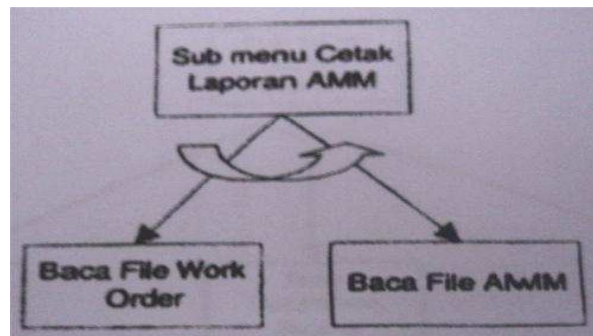 Sub menu Cetak
Laporan AMM
Baca File Work
Order
Baca File AMM